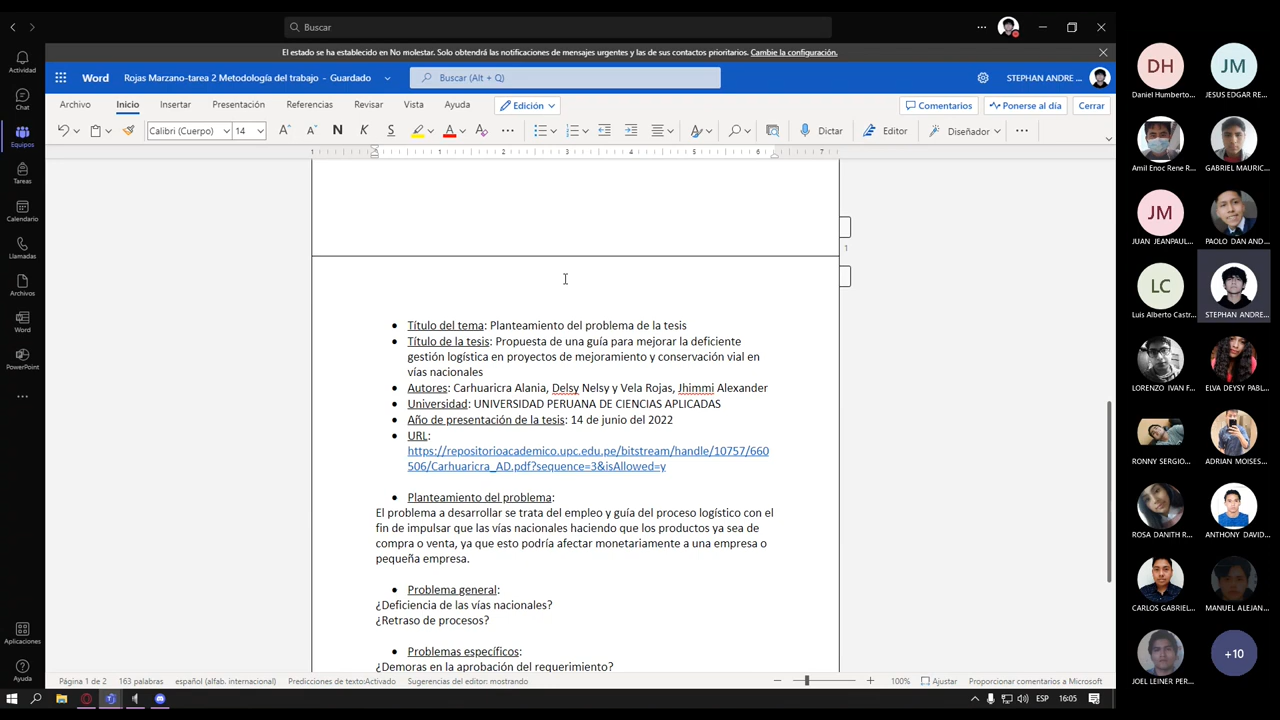 Buscar
El estado se ha establecido en No molestar. Solo obtendrá las notificaciones de mensajes urgentes y las de sus contactos prioritarios. Cambie la configuración.
Word
Rojas Marzano-tarea 2 Metodología del trabajo - Guardado
Buscar (Alt + Q)
STEPHAN ANDRE ...
Archivo
Inicio
Insertar
Presentación
Referencias
Revisar
Vista
Ayuda
Edición
Comentarios
Ponerse al día
Cerrar
Calibri (Cuerpo)
14
N
K
S
Dictar
Editor
Diseñador
1 1 2 3 4 5 6 7
Actividad
Chat
Equipos
Tareas
Calendario
Llamadas
Archivos
Word
PowerPoint
Aplicaciones
Ayuda
1
• Título del tema: Planteamiento del problema de la tesis
• Título de la tesis: Propuesta de una guía para mejorar la deficiente
gestión logística en proyectos de mejoramiento y conservación vial en
vías nacionales
• Autores: Carhuaricra Alania, Delsy Nelsy y Vela Rojas, Jhimmi Alexander
• Universidad: UNIVERSIDAD PERUANA DE CIENCIAS APLICADAS
• Año de presentación de la tesis: 14 de junio del 2022
• URL:
https://repositorioacademico.upc.edu.pe/bitstream/handle/10757/660
506/Carhuaricra_AD.pdf?sequence=3&isAllowed=y
• Planteamiento del problema:
El problema a desarrollar se trata del empleo y guía del proceso logístico con el
fin de impulsar que las vías nacionales haciendo que los productos ya sea de
compra o venta, ya que esto podría afectar monetariamente a una empresa o
pequeña empresa.
• Problema general:
¿Deficiencia de las vías nacionales?
¿Retraso de procesos?
• Problemas específicos:
¿Demoras en la aprobación del requerimiento?
Página 1 de 2
163 palabras
español (alfab. internacional)
Predicciones de texto:Activado
Sugerencias del editor: mostrando
100%
Ajustar
Proporcionar comentarios a Microsoft
ESP
16:05
DH
Daniel Humberto...
JM
JESUS EDGAR RE...
Amil Enoc Rene R...
GABRIEL MAURIC...
JM
JUAN JEANPAUL...
PAOLO DAN AND...
LC
Luis Alberto Castr...
STEPHAN ANDRE...
LORENZO IVAN F...
ELVA DEYSY PABL...
RONNY SERGIO...
ADRIAN MOISES...
ROSA DANITH R...
ANTHONY DAVID...
CARLOS GABRIEL...
MANUEL ALEJAN...
JOEL LEINER PER...
+10